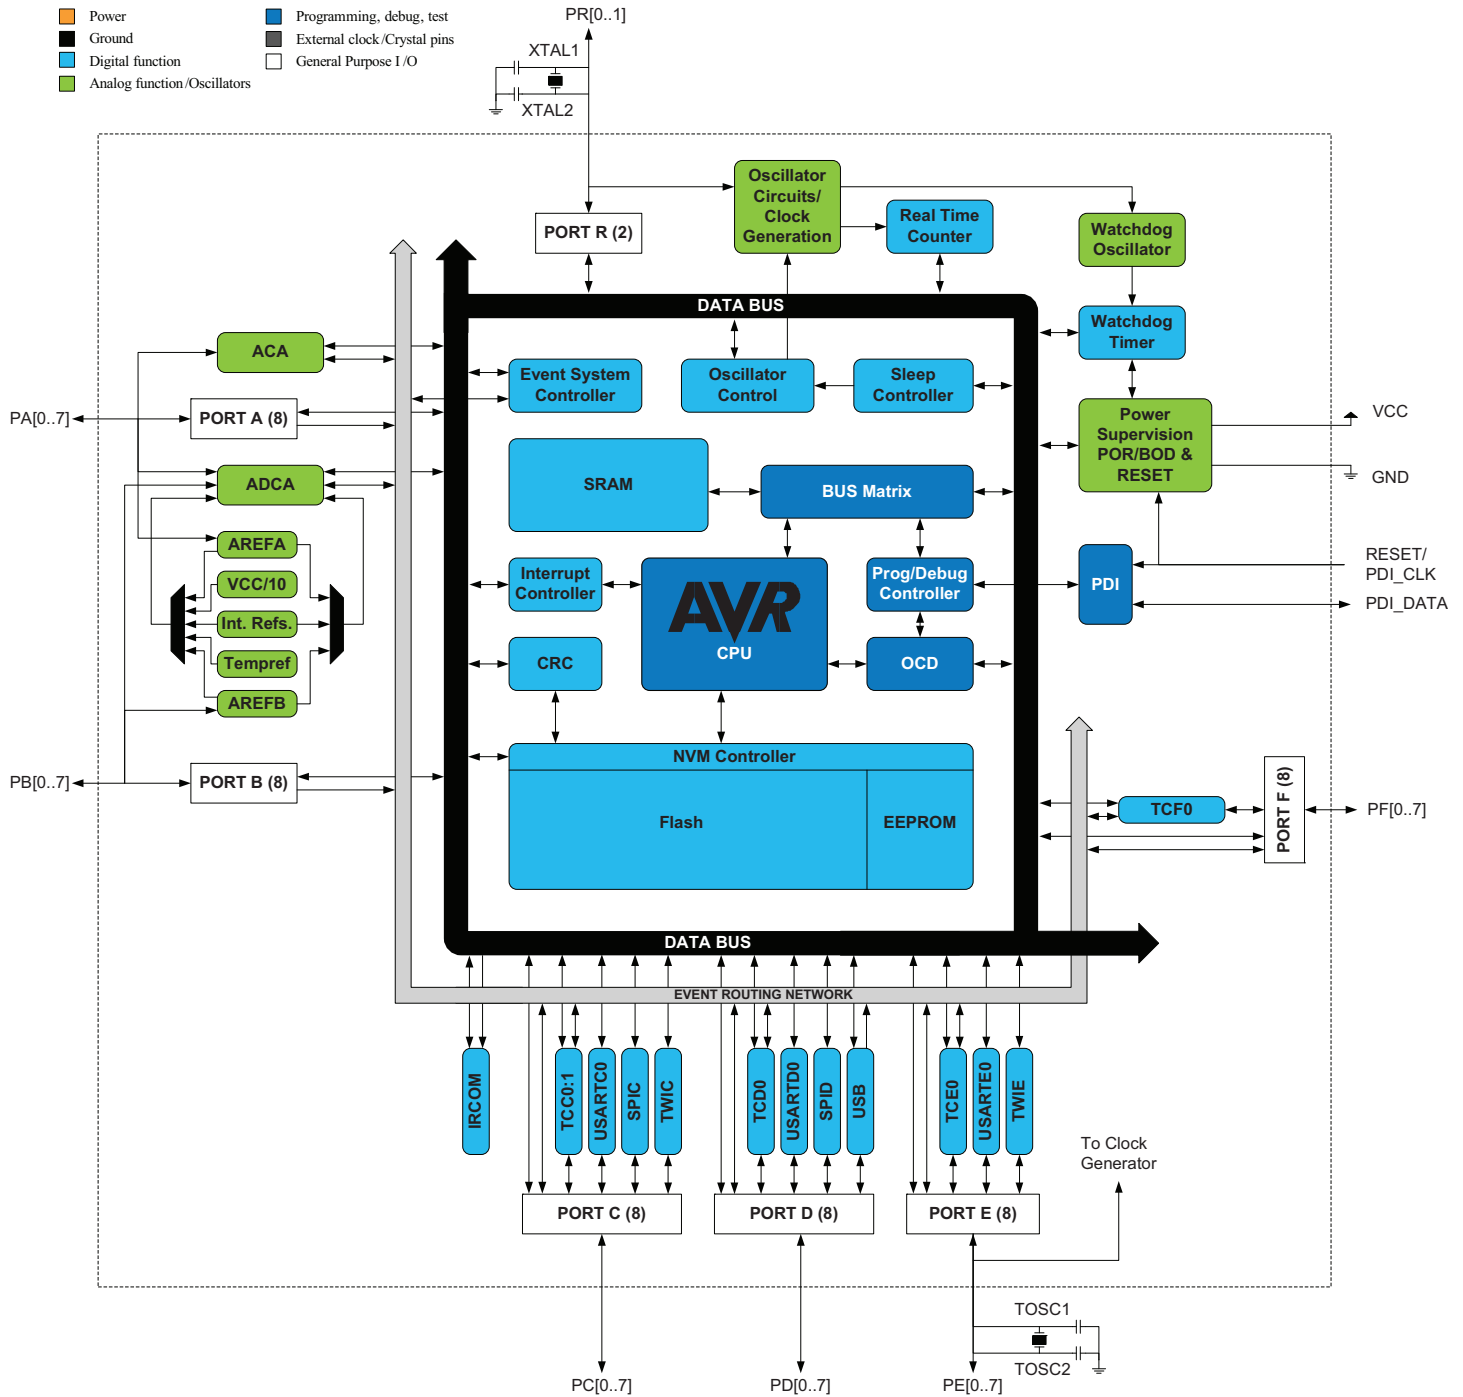 Power
Ground
Digital function
Analog function/Oscillators
Programming, debug, test
External clock/Crystal pins
General Purpose I/O
PR[0..1]
XTAL1
XTAL2
Oscillator
Circuits/
Clock
Generation
Real Time
Counter
Watchdog
Oscillator
PORT R (2)
DATA BUS
Watchdog
Timer
ACA
Event System
Controller
Oscillator
Control
Sleep
Controller
PA[0..7]
PORT A (8)
Power
Supervision
POR/BOD &
RESET
VCC
GND
ADCA
SRAM
BUS Matrix
AREFA
VCC/10
Int. Refs.
Tempref
AREFB
Interrupt
Controller
AVR
CPU
Prog/Debug
Controller
PDI
RESET/
PDI_CLK
PDI_DATA
CRC
OCD
NVM Controller
Flash
EEPROM
PB[0..7]
PORT B (8)
TCF0
PORT F (8)
PF[0..7]
DATA BUS
EVENT ROUTING NETWORK
IRCOM
TCC0:1
USARTC0
SPIC
TWIC
TCD0
USARTD0
SPID
USB
TCE0
USARTE0
TWIE
To Clock
Generator
PORT C (8)
PORT D (8)
PORT E (8)
TOSC1
TOSC2
PC[0..7]
PD[0..7]
PE[0..7]